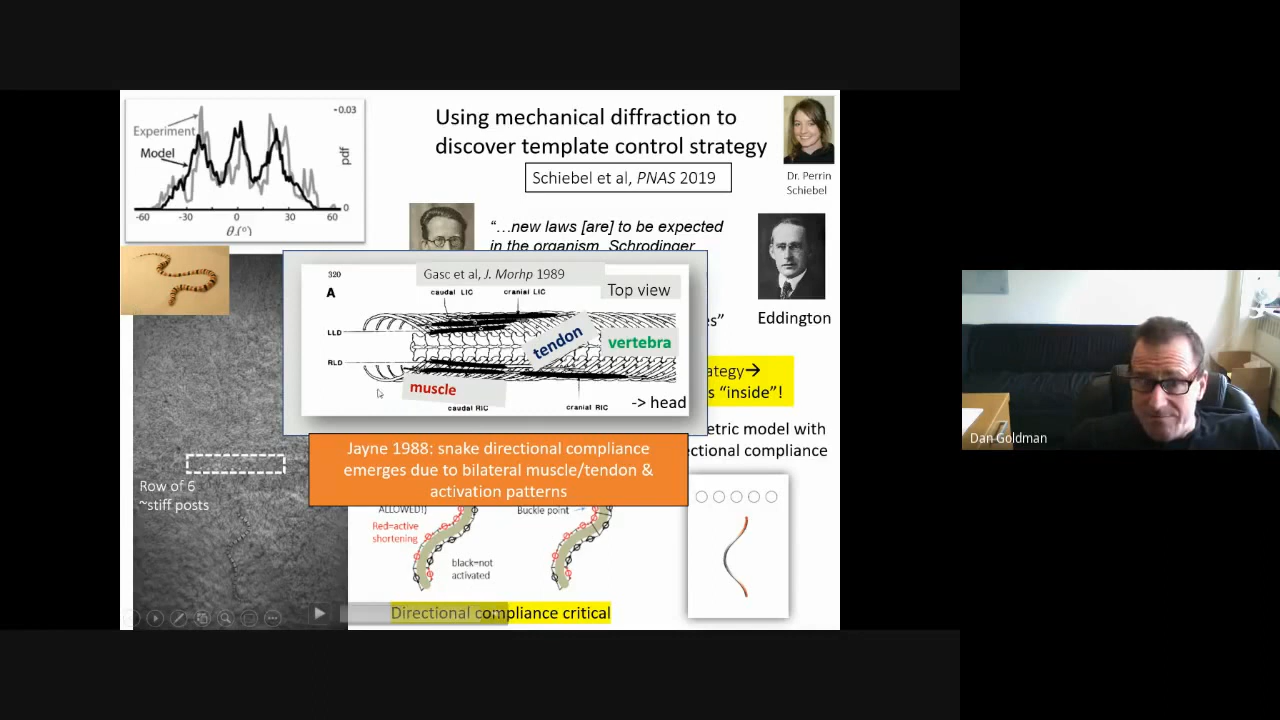 Experiment
Model
-0.03
pdf
0
-60
-30
0
30
60
Using mechanical diffraction to
discover template control strategy
Schiebel et al, PNAS 2019
Dr. Perrin
Schiebel
“…new laws [are] to be expected
in the organism Schrodinger
Eddington
es”
ategy→
s “inside”!
etric model with
ectional compliance
320
A
Gasc et al, J. Morhp 1989
Top view
caudal LIC
cranial LIC
LLD
RLD
tendon
vertebra
muscle
-> head
caudal RIC
cranial RIC
Jayne 1988: snake directional compliance
emerges due to bilateral muscle/tendon &
activation patterns
Row of 6
~stiff posts
ALLOWED!)
Red=active
shortening
black=not
activated
Buckle point
Directional compliance critical
Dan Goldman